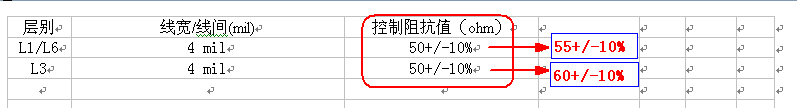 层别 线宽/线间(mil) 控制阻抗值（ohm）
L1/L6 4 mil 50+/-10% 55+/-10%
L3 4 mil 50+/-10% 60+/-10%